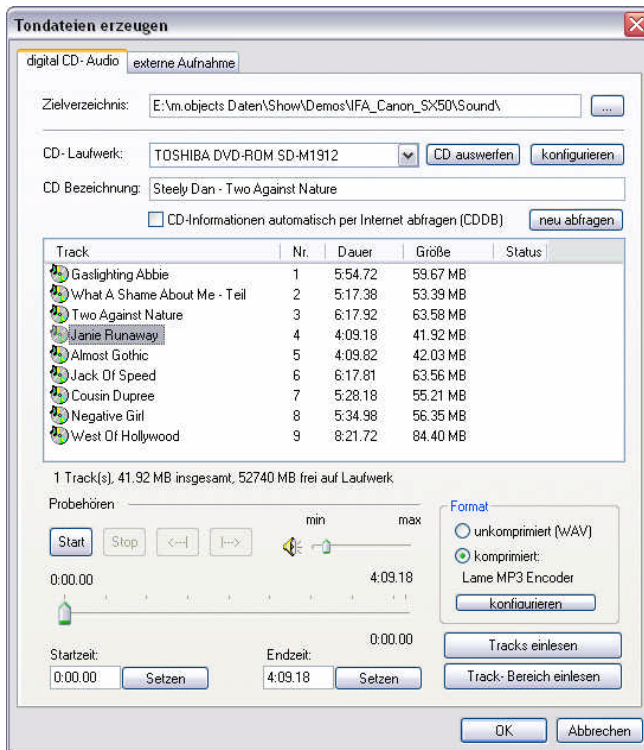 Tondateien erzeugen
digital CD- Audio externe Aufnahme
Zielverzeichnis: E:\m.objects Daten\Show\Demos\IFA_Canon_SX50\Sound\ ...
CD- Laufwerk: TOSHIBA DVD-ROM SD-M1912 CD auswerfen konfigurieren
CD Bezeichnung: Steely Dan - Two Against Nature
CD-Informationen automatisch per Internet abfragen (CDDB) neu abfragen
Track Nr. Dauer Größe Status
Gaslighting Abbie 1 5:54.72 59.67 MB
What A Shame About Me - Teil 2 5:17.38 53.39 MB
Two Against Nature 3 6:17.92 63.58 MB
Janie Runaway 4 4:09.18 41.92 MB
Almost Gothic 5 4:09.82 42.03 MB
Jack Of Speed 6 6:17.81 63.56 MB
Cousin Dupree 7 5:28.18 55.21 MB
Negative Girl 8 5:34.98 56.35 MB
West Of Hollywood 9 8:21.72 84.40 MB
1 Track(s), 41.92 MB insgesamt, 52740 MB frei auf Laufwerk
Probehören
min max
Start Stop <---| |--->
0:00.00 4:09.18
0:00.00
Startzeit: Endzeit:
0:00.00 Setzen 4:09.18 Setzen
Format
unkomprimiert (WAV)
komprimiert:
Lame MP3 Encoder
konfigurieren
Tracks einlesen
Track- Bereich einlesen
OK Abbrechen